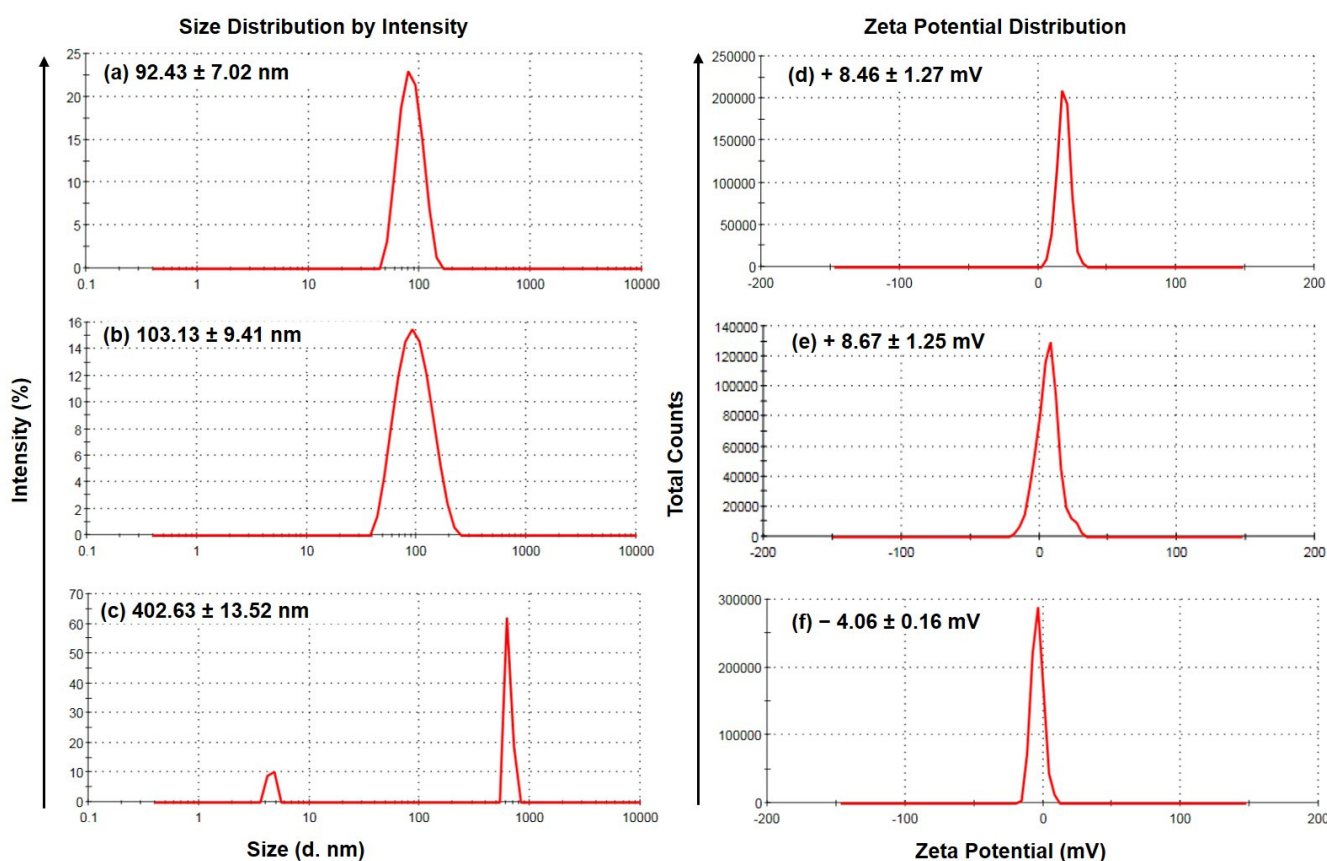 Size Distribution by Intensity
Zeta Potential Distribution
(a) 92.43 ± 7.02 nm
25
20
15
10
5
0
0.1 1 10 100 1000 10000
(d) + 8.46 ± 1.27 mV
250000
200000
150000
100000
50000
0
-200 -100 0 100 200
(b) 103.13 ± 9.41 nm
16
14
12
10
8
6
4
2
0
0.1 1 10 100 1000 10000
(e) + 8.67 ± 1.25 mV
140000
120000
100000
80000
60000
40000
20000
0
-200 -100 0 100 200
(c) 402.63 ± 13.52 nm
70
60
50
40
30
20
10
0
0.1 1 10 100 1000 10000
(f) − 4.06 ± 0.16 mV
300000
200000
100000
0
-200 -100 0 100 200
Intensity (%)
Total Counts
Size (d. nm)
Zeta Potential (mV)